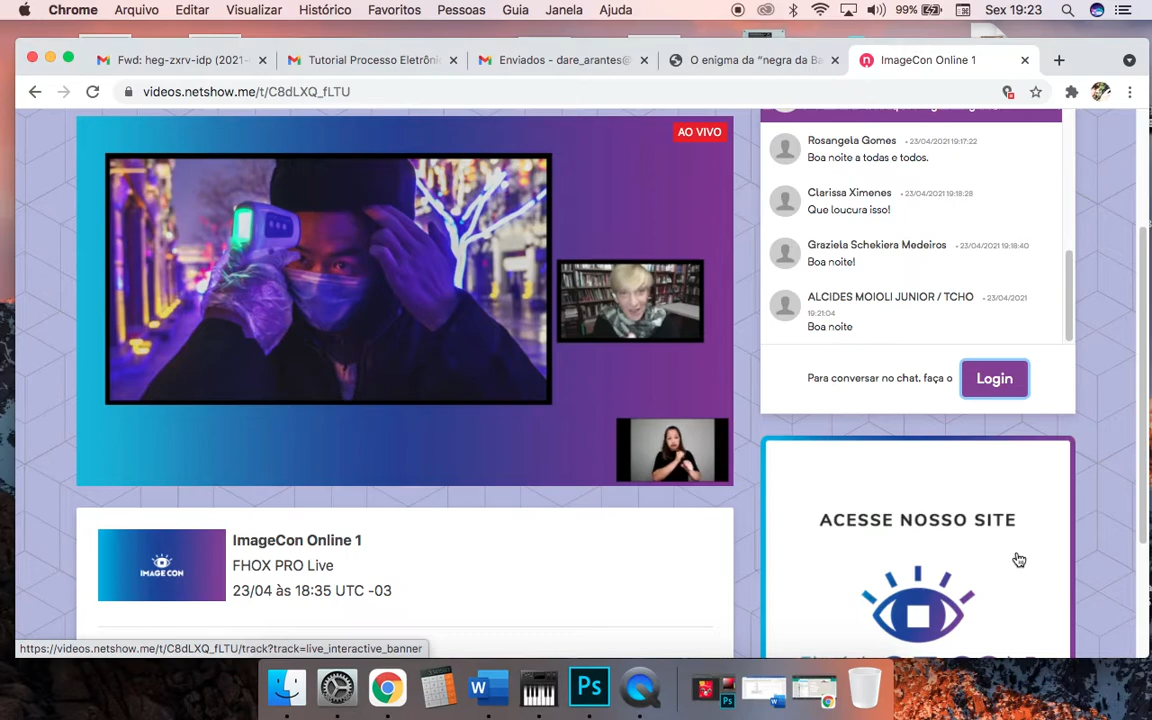 Chrome Arquivo Editar Visualizar Histórico Favoritos Pessoas Guia Janela Ajuda 99% Sex 19:23
Fwd: heg-zxrv-idp (2021- Tutorial Processo Eletrôni Enviados - dare_arantes@ O enigma da “negra da Ba ImageCon Online 1
videos.netshow.me/t/C8dLXQ_fLTU
AO VIVO
Rosangela Gomes • 23/04/2021 19:17:22
Boa noite a todas e todos.
Clarissa Ximenes • 23/04/2021 19:18:28
Que loucura isso!
Graziela Schekiera Medeiros • 23/04/2021 19:18:40
Boa noite!
ALCIDES MOIOLI JUNIOR / TCHO • 23/04/2021
19:21:04
Boa noite
Para conversar no chat, faça o Login
ACESSE NOSSO SITE
IMAGE CON
ImageCon Online 1
FHOX PRO Live
23/04 às 18:35 UTC -03
https://videos.netshow.me/t/C8dLXQ_fLTU/track?track=live_interactive_banner
W
Ps